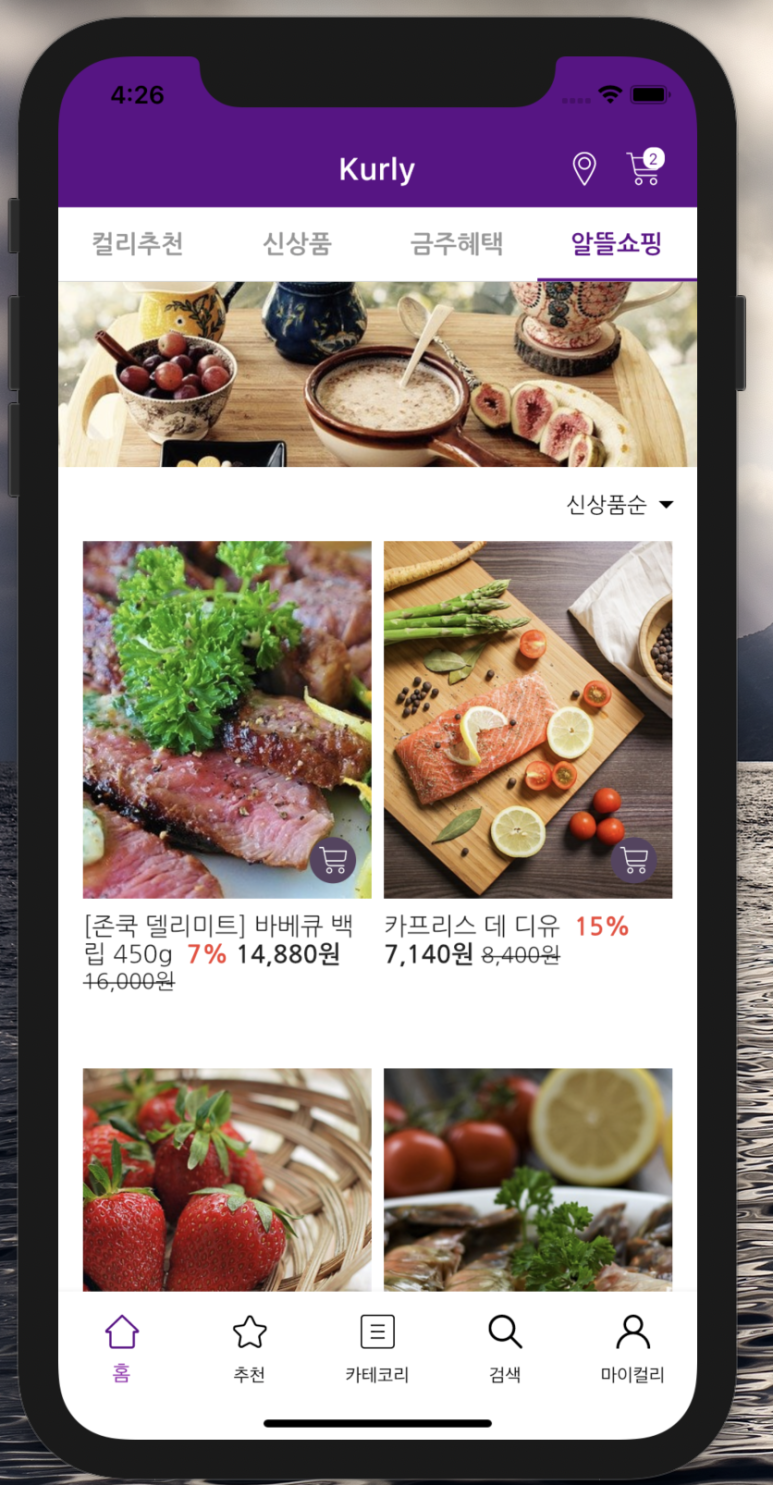 4:26
Kurly
2
컬리추천 신상품 금주혜택 알뜰쇼핑
신상품순
[존쿡 델리미트] 바베큐 백
립 450g 7% 14,880원
16,000원
카프리스 데 디유 15%
7,140원 8,400원
홈 추천 카테코리 검색 마이컬리